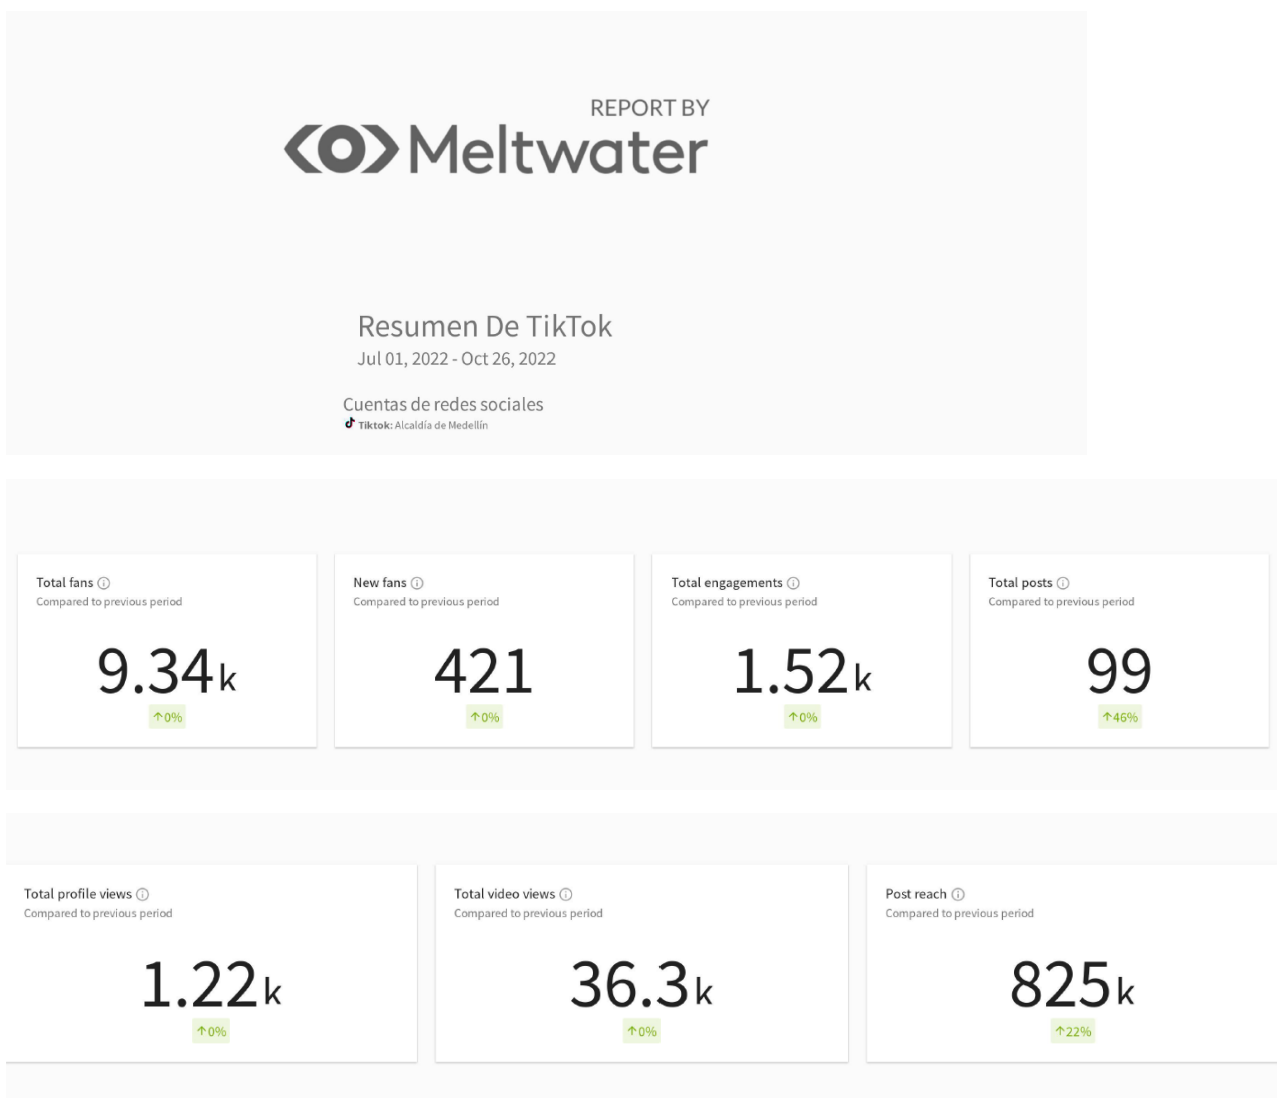 REPORT BY
Meltwater
Resumen De TikTok
Jul 01, 2022 - Oct 26, 2022
Cuentas de redes sociales
Tiktok: Alcaldía de Medellín
Total fans
Compared to previous period
9.34k
↑0%
New fans
Compared to previous period
421
↑0%
Total engagements
Compared to previous period
1.52k
↑0%
Total posts
Compared to previous period
99
↑46%
Total profile views
Compared to previous period
1.22k
↑0%
Total video views
Compared to previous period
36.3k
↑0%
Post reach
Compared to previous period
825k
↑22%